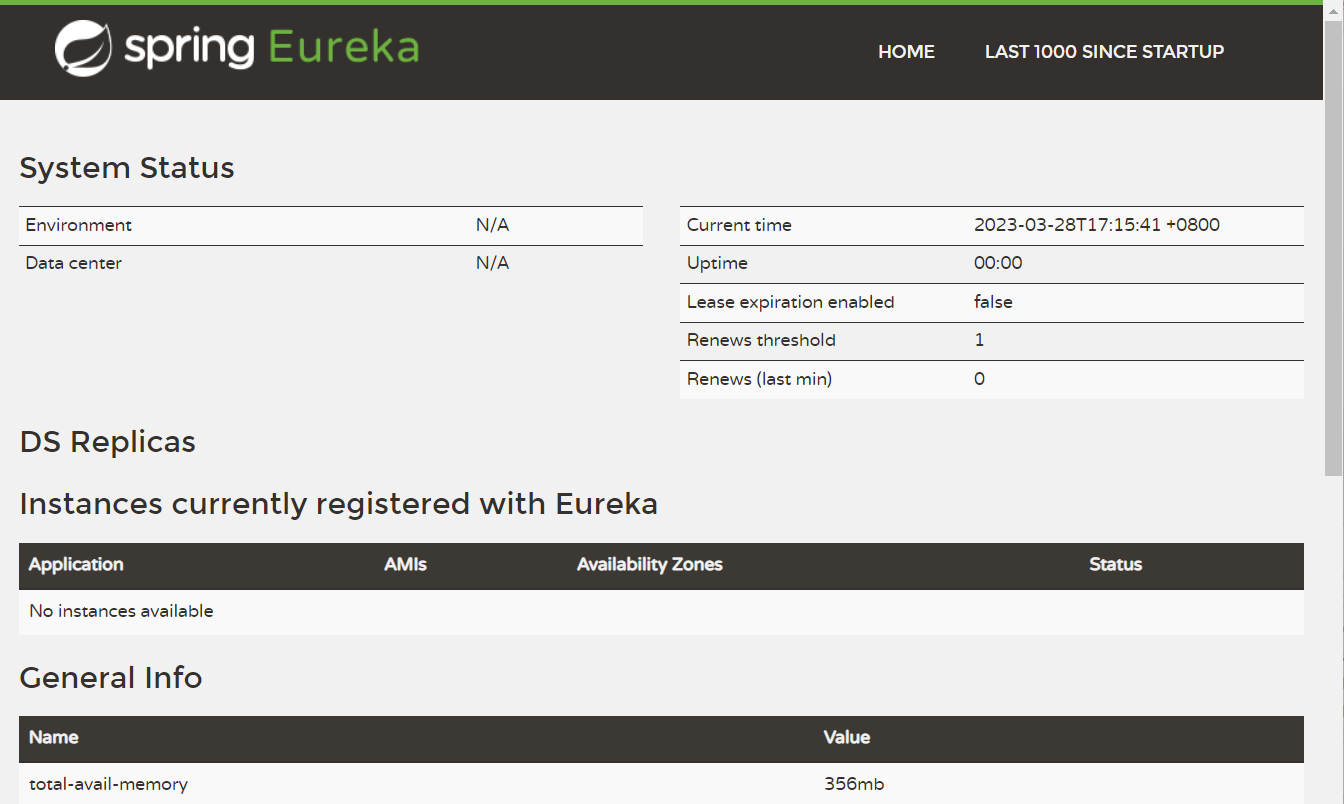 spring Eureka
HOME LAST 1000 SINCE STARTUP
System Status
Environment N/A
Data center N/A
Current time 2023-03-28T17:15:41 +0800
Uptime 00:00
Lease expiration enabled false
Renews threshold 1
Renews (last min) 0
DS Replicas
Instances currently registered with Eureka
Application AMIs Availability Zones Status
No instances available
General Info
Name Value
total-avail-memory 356mb